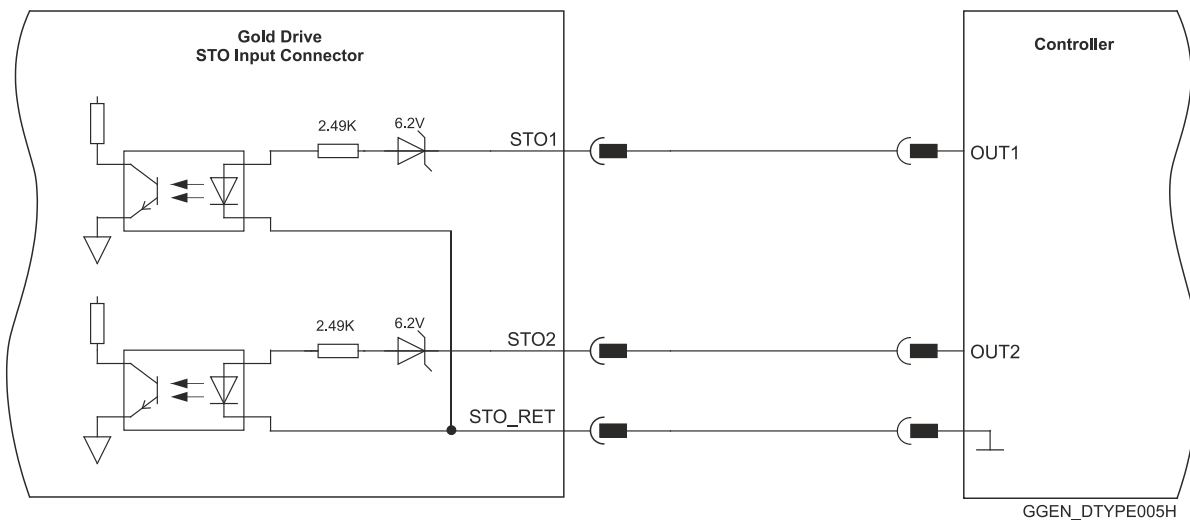 Gold Drive
STO Input Connector
Controller
2.49K
6.2V
STO1
OUT1
2.49K
6.2V
STO2
OUT2
STO_RET
GGEN_DTYPE005H